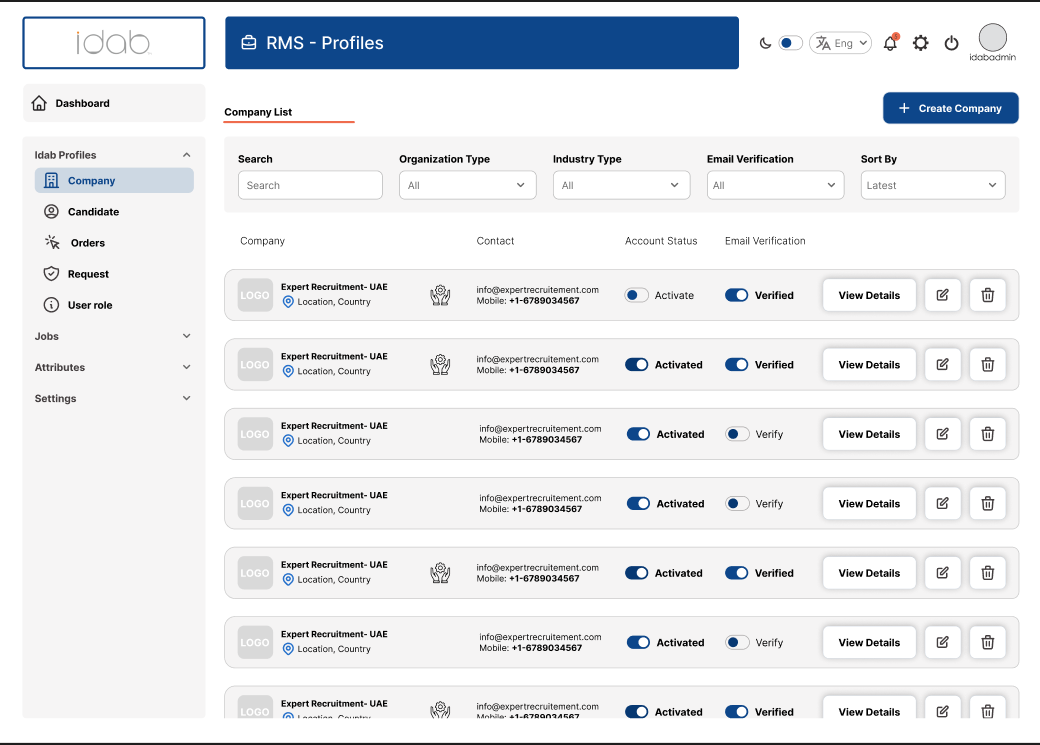 idab
RMS - Profiles
Eng
idabadmin
Dashboard
Company List
+ Create Company
Idab Profiles
Company
Candidate
Orders
Request
User role
Jobs
Attributes
Settings
Search
Organization Type
Industry Type
Email Verification
Sort By
Search
All
All
All
Latest
Company
Contact
Account Status
Email Verification
LOGO
Expert Recruitment- UAE
Location, Country
info@expertrecruitement.com
Mobile: +1-6789034567
Activate
Verified
View Details
LOGO
Expert Recruitment- UAE
Location, Country
info@expertrecruitement.com
Mobile: +1-6789034567
Activated
Verified
View Details
LOGO
Expert Recruitment- UAE
Location, Country
info@expertrecruitement.com
Mobile: +1-6789034567
Activated
Verify
View Details
LOGO
Expert Recruitment- UAE
Location, Country
info@expertrecruitement.com
Mobile: +1-6789034567
Activated
Verify
View Details
LOGO
Expert Recruitment- UAE
Location, Country
info@expertrecruitement.com
Mobile: +1-6789034567
Activated
Verified
View Details
LOGO
Expert Recruitment- UAE
Location, Country
info@expertrecruitement.com
Mobile: +1-6789034567
Activated
Verify
View Details
LOGO
Expert Recruitment- UAE
Location, Country
info@expertrecruitement.com
Mobile: +1-6789034567
Activated
Verified
View Details